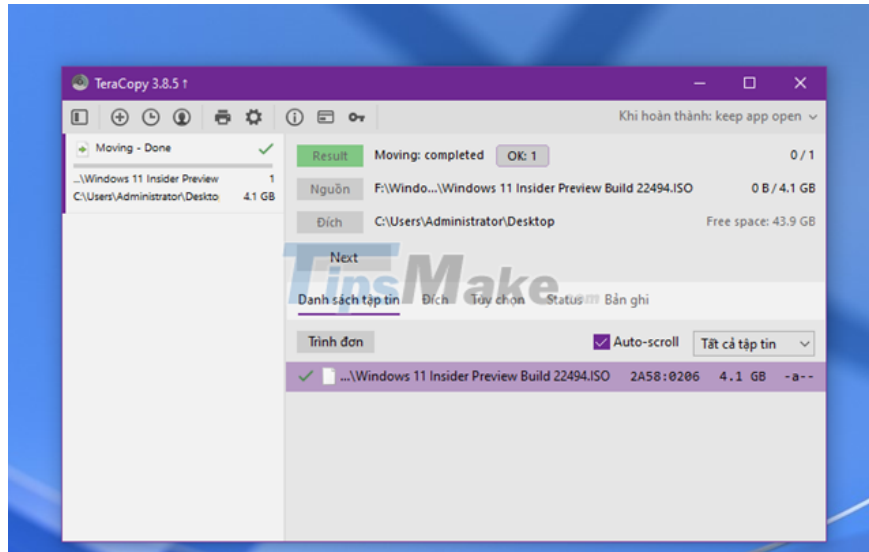 TeraCopy 3.8.5 ↑
Khi hoàn thành: keep app open
Moving - Done
...\Windows 11 Insider Preview 1
C:\Users\Administrator\Deskto 4.1 GB
Result Moving: completed OK: 1 0 / 1
Nguồn F:\Windo...\Windows 11 Insider Preview Build 22494.ISO 0 B / 4.1 GB
Đích C:\Users\Administrator\Desktop Free space: 43.9 GB
Next
TipsMake.com
Danh sách tập tin Đích Tùy chọn Status Bản ghi
Trình đơn Auto-scroll Tất cả tập tin
...\Windows 11 Insider Preview Build 22494.ISO 2A58:0206 4.1 GB -a--